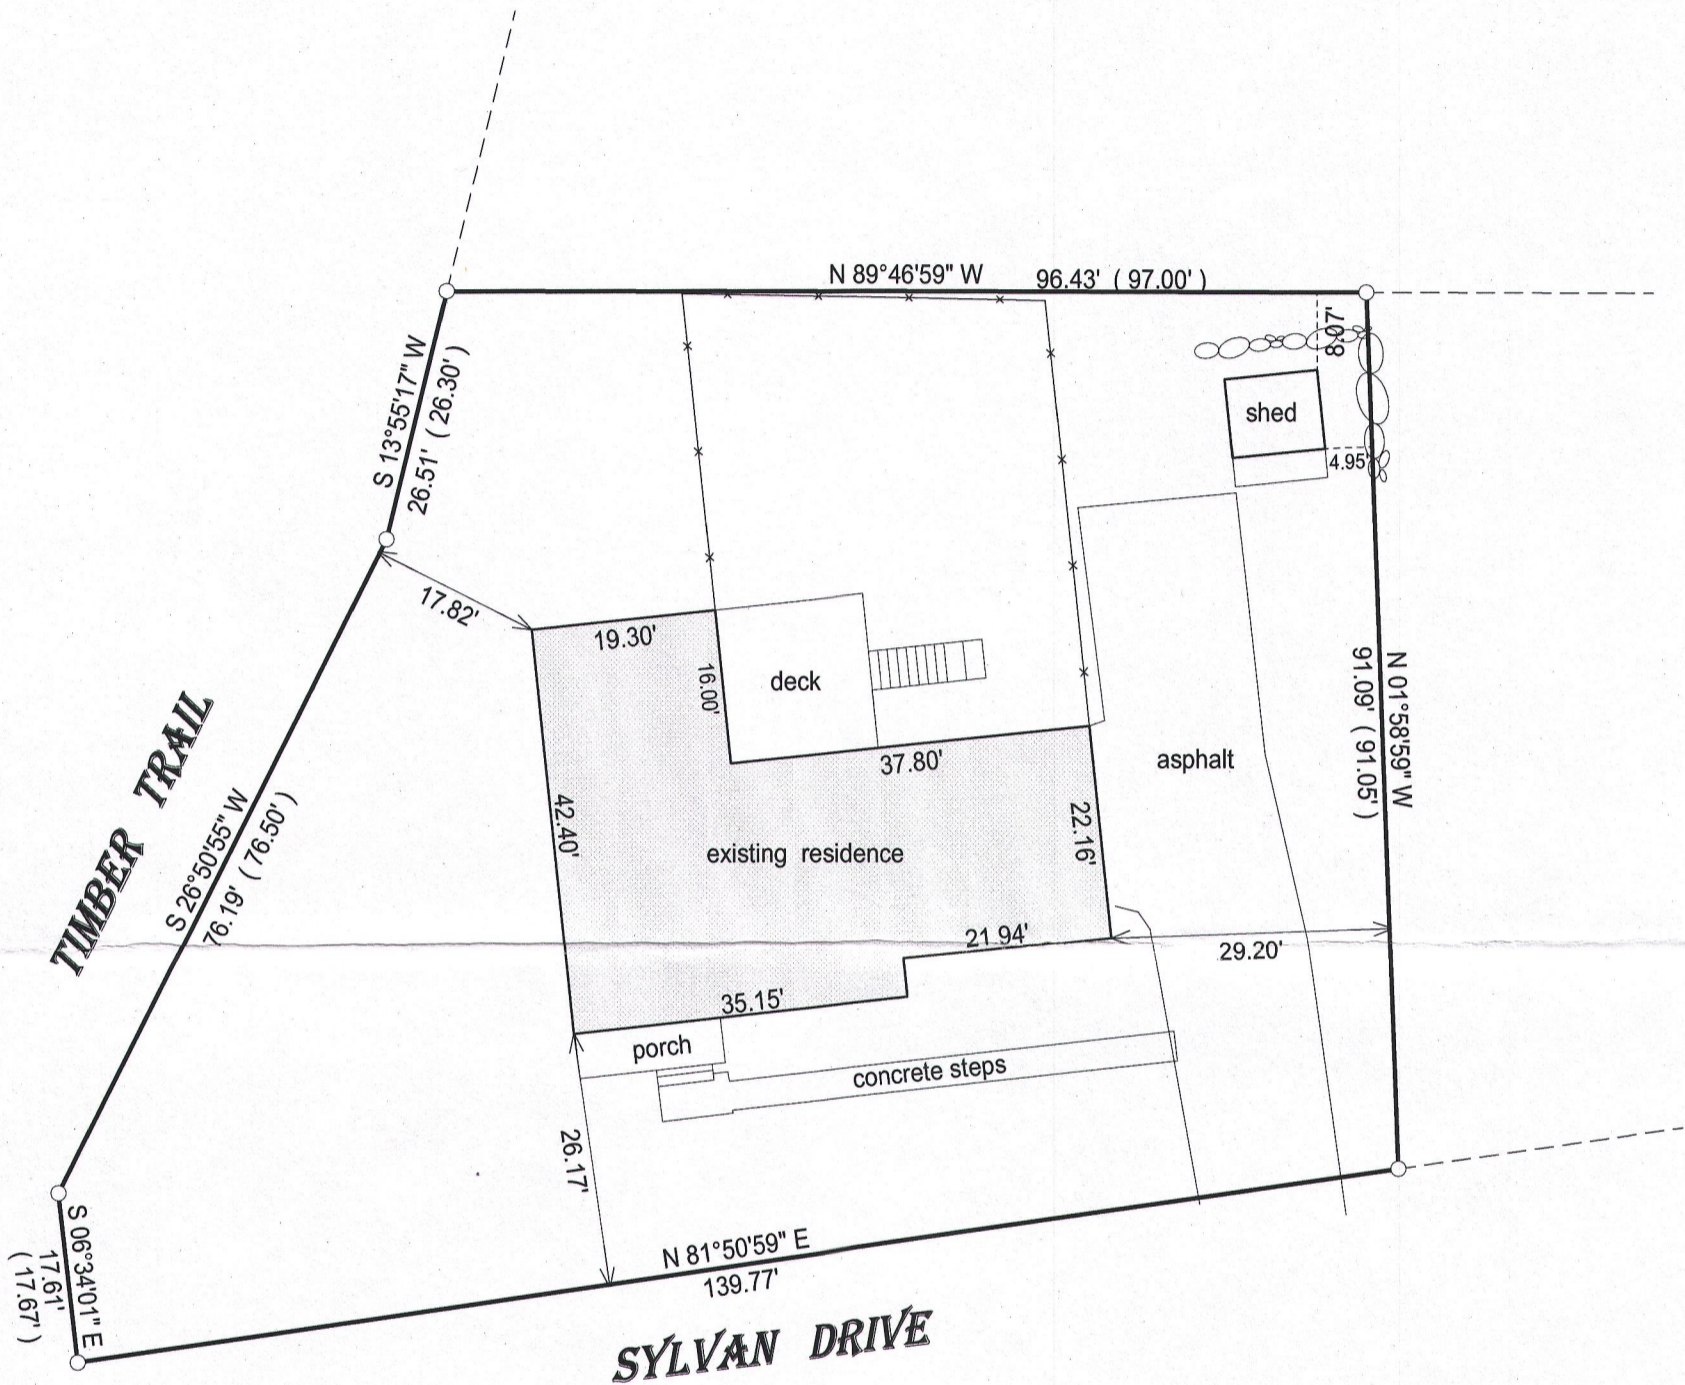 N 89°46'59" W 96.43' ( 97.00' )
8.07'
S 13°55'17" W
26.51' ( 26.30' )
shed
4.95'
17.82'
19.30'
16.00'
deck
N 01°58'59" W
91.09' ( 91.05' )
TIMBER TRAIL
37.80'
asphalt
S 26°50'55" W
76.19' ( 76.50' )
42.40'
existing residence
22.16'
21.94'
29.20'
35.15'
porch
concrete steps
26.17'
S 06°34'01" E
17.61'
( 17.67' )
N 81°50'59" E
139.77'
SYLVAN DRIVE